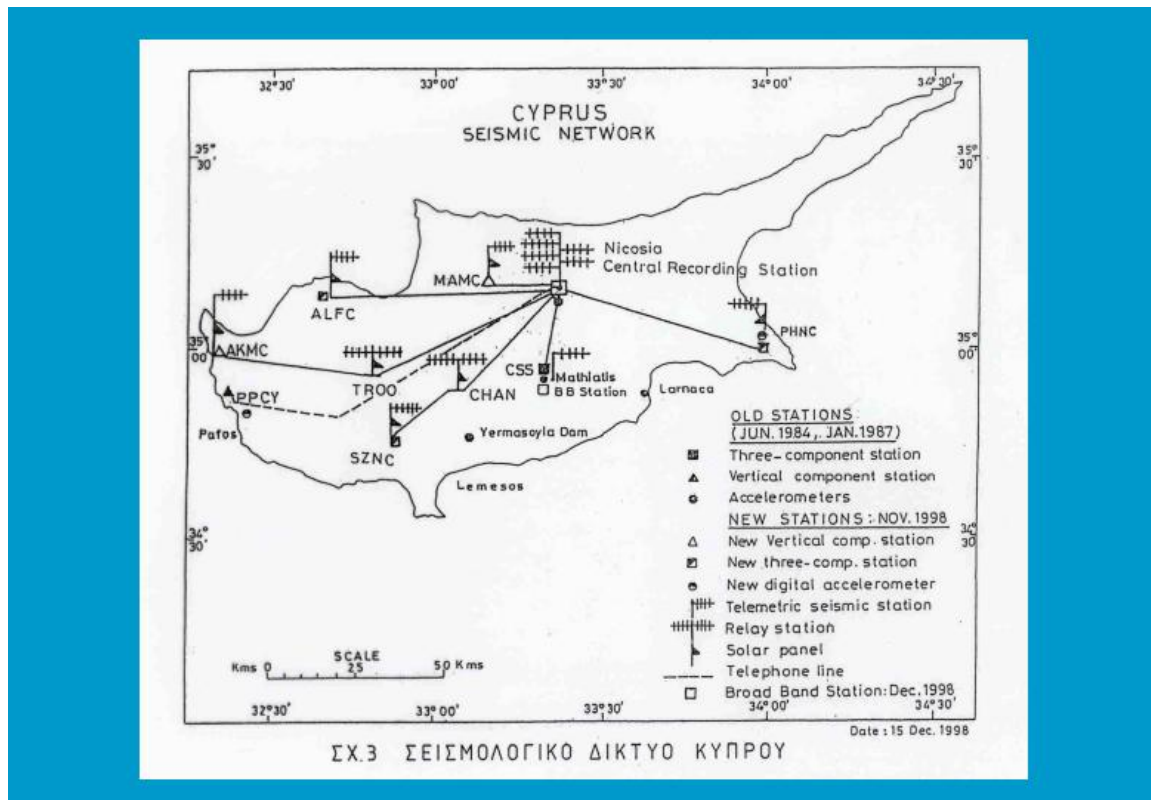 32°30'
33°00'
33°30'
34°00'
34°30'
CYPRUS
SEISMIC NETWORK
35°
30'
35°
30'
Nicosia
Central Recording Station
MAMC
ALFC
PHNC
35°
00'
AKMC
35°
00'
TROO
CHAN
CSS
Mathiatis
BB Station
Larnaca
PPCY
Pafos
SZNC
Yermasoyla Dam
Lemesos
OLD STATIONS
(JUN.1984,. JAN.1987)
Three-component station
Vertical component station
Accelerometers
NEW STATIONS: NOV.1998
New Vertical comp. station
New three-comp. station
New digital accelerometer
Telemetric seismic station
Relay station
Solar panel
Telephone line
Broad Band Station: Dec.1998
34°
30'
34°
30'
SCALE
Kms 0 25 50 Kms
32°30'
33°00'
33°30'
34°00'
34°30'
Date: 15 Dec. 1998
ΣΧ.3 ΣΕΙΣΜΟΛΟΓΙΚΟ ΔΙΚΤΥΟ ΚΥΠΡΟΥ